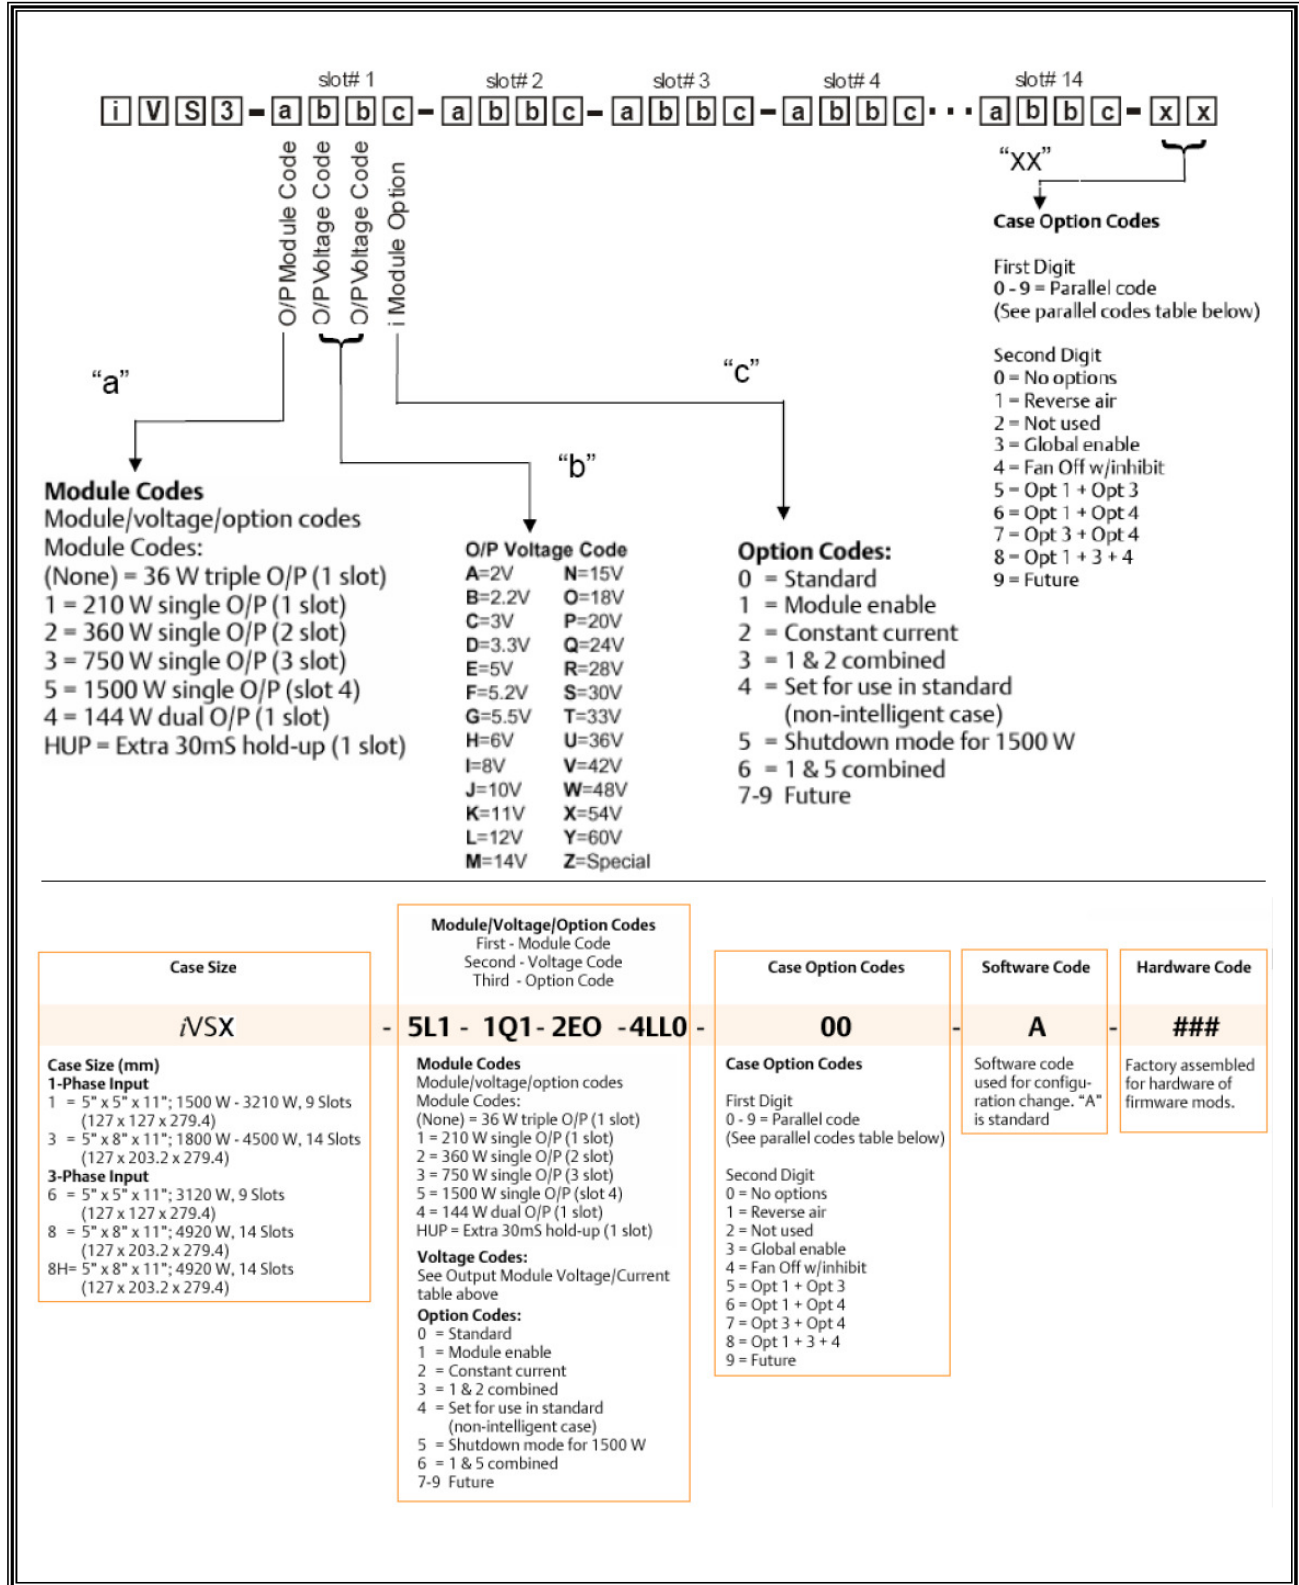 slot# 1 slot# 2 slot# 3 slot# 4 slot# 14
i V S 3 - a b b c - a b b c - a b b c - a b b c ··· a b b c - x x
O/P Module Code
O/P Voltage Code
O/P Voltage Code
i Module Option
“a”
“b”
“c”
“xx”
Case Option Codes
First Digit
0 - 9 = Parallel code
(See parallel codes table below)
Second Digit
0 = No options
1 = Reverse air
2 = Not used
3 = Global enable
4 = Fan Off w/inhibit
5 = Opt 1 + Opt 3
6 = Opt 1 + Opt 4
7 = Opt 3 + Opt 4
8 = Opt 1 + 3 + 4
9 = Future
Module Codes
Module/voltage/option codes
Module Codes:
(None) = 36 W triple O/P (1 slot)
1 = 210 W single O/P (1 slot)
2 = 360 W single O/P (2 slot)
3 = 750 W single O/P (3 slot)
5 = 1500 W single O/P (slot 4)
4 = 144 W dual O/P (1 slot)
HUP = Extra 30mS hold-up (1 slot)
O/P Voltage Code
A=2V N=15V
B=2.2V O=18V
C=3V P=20V
D=3.3V Q=24V
E=5V R=28V
F=5.2V S=30V
G=5.5V T=33V
H=6V U=36V
I=8V V=42V
J=10V W=48V
K=11V X=54V
L=12V Y=60V
M=14V Z=Special
Option Codes:
0 = Standard
1 = Module enable
2 = Constant current
3 = 1 & 2 combined
4 = Set for use in standard
(non-intelligent case)
5 = Shutdown mode for 1500 W
6 = 1 & 5 combined
7-9 Future
Case Size
iVSX
Case Size (mm)
1-Phase Input
1 = 5" x 5" x 11"; 1500 W - 3210 W, 9 Slots
(127 x 127 x 279.4)
3 = 5" x 8" x 11"; 1800 W - 4500 W, 14 Slots
(127 x 203.2 x 279.4)
3-Phase Input
6 = 5" x 5" x 11"; 3120 W, 9 Slots
(127 x 127 x 279.4)
8 = 5" x 8" x 11"; 4920 W, 14 Slots
(127 x 203.2 x 279.4)
8H= 5" x 8" x 11"; 4920 W, 14 Slots
(127 x 203.2 x 279.4)
Module/Voltage/Option Codes
First - Module Code
Second - Voltage Code
Third - Option Code
- 5L1 - 1Q1 - 2EO - 4LL0 -
Module Codes
Module/voltage/option codes
Module Codes:
(None) = 36 W triple O/P (1 slot)
1 = 210 W single O/P (1 slot)
2 = 360 W single O/P (2 slot)
3 = 750 W single O/P (3 slot)
5 = 1500 W single O/P (slot 4)
4 = 144 W dual O/P (1 slot)
HUP = Extra 30mS hold-up (1 slot)
Voltage Codes:
See Output Module Voltage/Current
table above
Option Codes:
0 = Standard
1 = Module enable
2 = Constant current
3 = 1 & 2 combined
4 = Set for use in standard
(non-intelligent case)
5 = Shutdown mode for 1500 W
6 = 1 & 5 combined
7-9 Future
Case Option Codes
00
Case Option Codes
First Digit
0 - 9 = Parallel code
(See parallel codes table below)
Second Digit
0 = No options
1 = Reverse air
2 = Not used
3 = Global enable
4 = Fan Off w/inhibit
5 = Opt 1 + Opt 3
6 = Opt 1 + Opt 4
7 = Opt 3 + Opt 4
8 = Opt 1 + 3 + 4
9 = Future
Software Code
- A -
Software code
used for configu-
ration change. “A”
is standard
Hardware Code
###
Factory assembled
for hardware of
firmware mods.